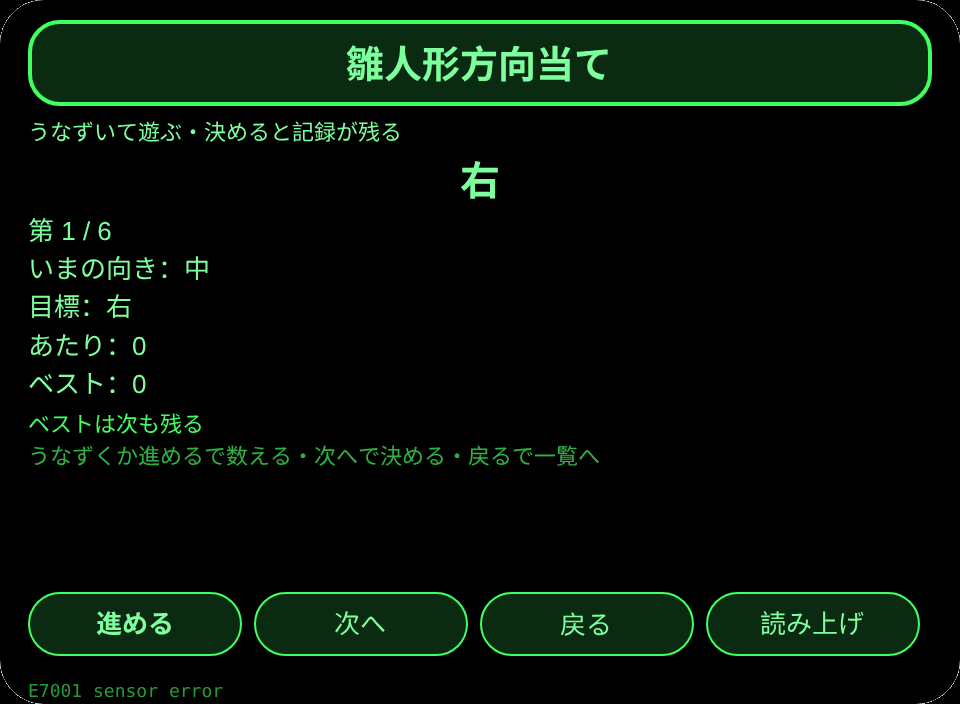 雛人形方向当て
うなずいて遊ぶ・決めると記録が残る
右
第 1 / 6
いまの向き: 中
目標: 右
あたり: 0
ベスト: 0
ベストは次も残る
うなずくか進めるで数える・次へで決める・戻るで一覧へ
進める
次へ
戻る
読み上げ
E7001 sensor error